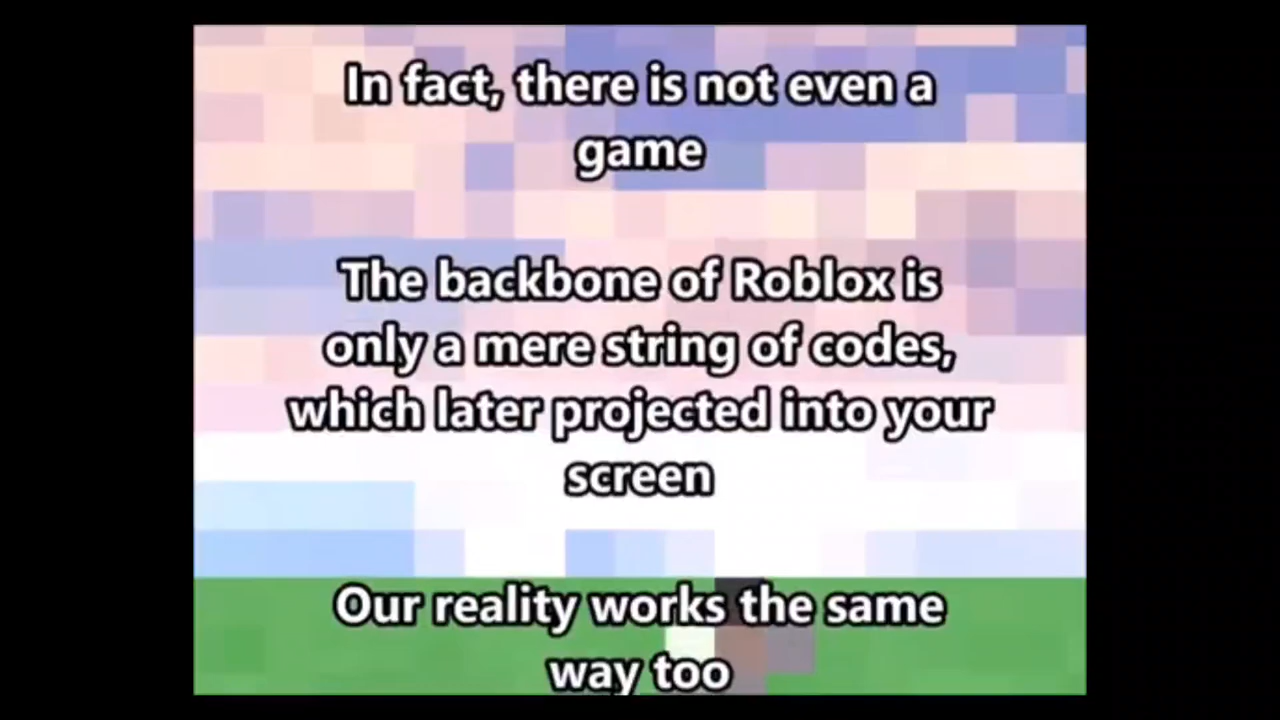 In fact, there is not even a
game
The backbone of Roblox is
only a mere string of codes,
which later projected into your
screen
Our reality works the same
way too